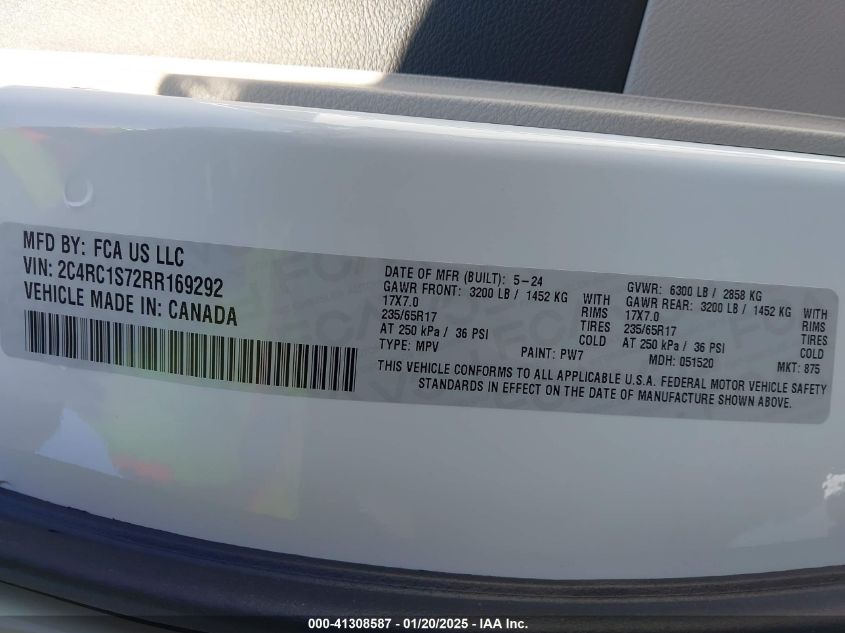 MFD BY: FCA US LLC
VIN: 2C4RC1S72RR169292
VEHICLE MADE IN: CANADA
DATE OF MFR (BUILT): 5-24
GAWR FRONT: 3200 LB / 1452 KG WITH
17X7.0 RIMS
235/65R17 TIRES
AT 250 kPa / 36 PSI COLD
TYPE: MPV PAINT: PW7
GVWR: 6300 LB / 2858 KG
GAWR REAR: 3200 LB / 1452 KG WITH
17X7.0 RIMS
235/65R17 TIRES
AT 250 kPa / 36 PSI COLD
MDH: 051520 MKT: 875
THIS VEHICLE CONFORMS TO ALL APPLICABLE U.S.A. FEDERAL MOTOR VEHICLE SAFETY
STANDARDS IN EFFECT ON THE DATE OF MANUFACTURE SHOWN ABOVE.
000-41308587 - 01/20/2025 - IAA Inc.